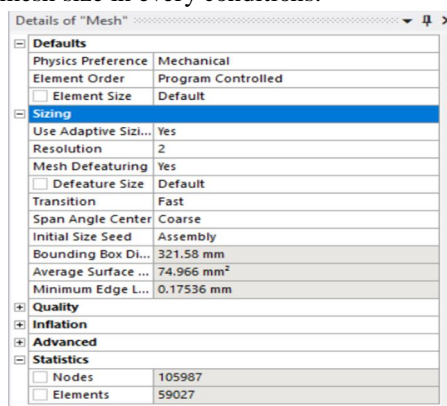 mesh size in every conditions.
Details of "Mesh"
Defaults
Physics Preference Mechanical
Element Order Program Controlled
Element Size Default
Sizing
Use Adaptive Sizi... Yes
Resolution 2
Mesh Defeaturing Yes
Defeature Size Default
Transition Fast
Span Angle Center Coarse
Initial Size Seed Assembly
Bounding Box Di... 321.58 mm
Average Surface ... 74.966 mm²
Minimum Edge L... 0.17536 mm
Quality
Inflation
Advanced
Statistics
Nodes 105987
Elements 59027